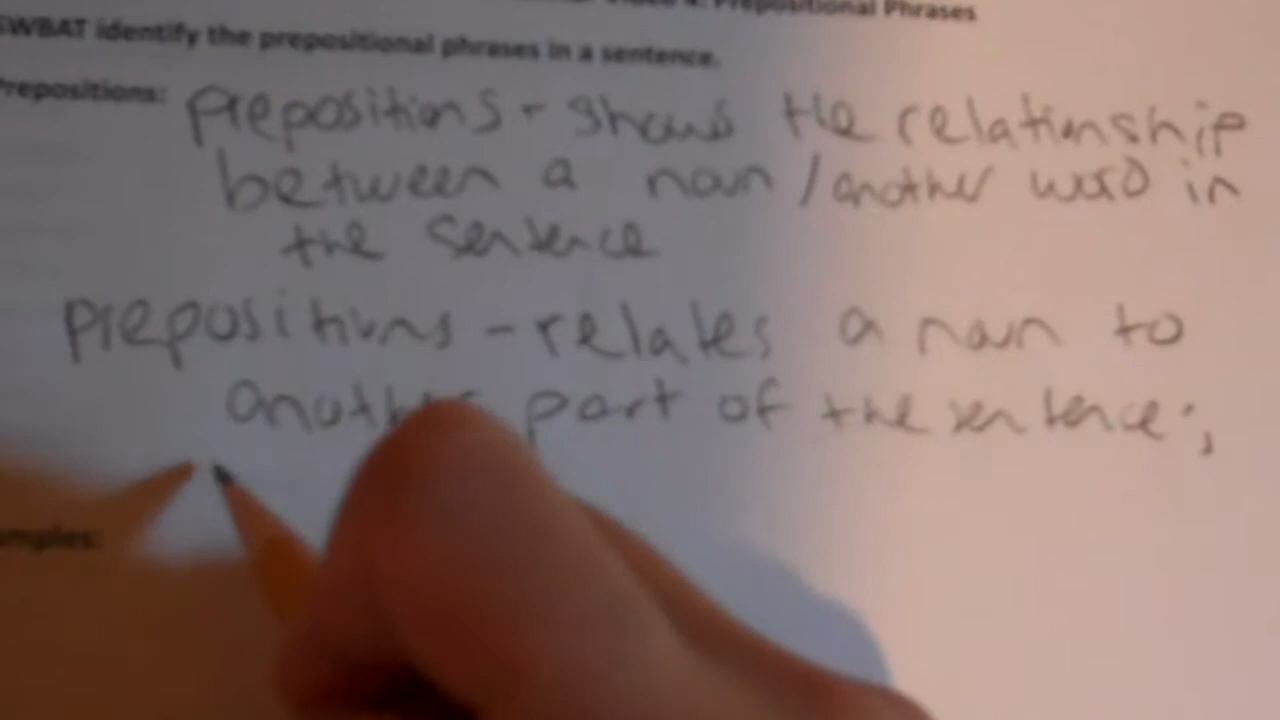 Prepositional Phrases
SWBAT identify the prepositional phrases in a sentence.
Prepositions: prepositions - shows the relationship
between a noun / another word in
the sentence
prepositions - relates a noun to
another part of the sentence;